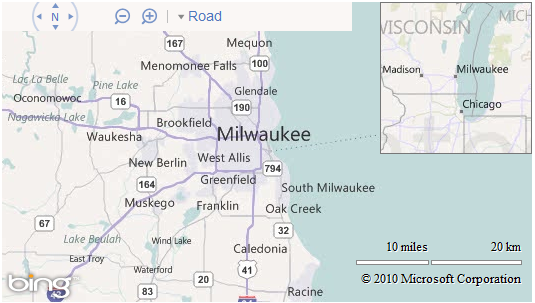 N
Road
WISCONSIN
MICH
Madison
Milwaukee
Chicago
167
Mequon
Menomonee Falls
100
Lac La Belle
Pine Lake
Glendale
Oconomowoc
16
190
Nagawicka Lake
Brookfield
Milwaukee
Waukesha
New Berlin
West Allis
794
164
Greenfield
South Milwaukee
Muskego
Franklin
Oak Creek
67
32
Lake Beulah
Wind Lake
Caledonia
10 miles
20 km
East Troy
Waterford
41
20
bing
© 2010 Microsoft Corporation
83
Racine